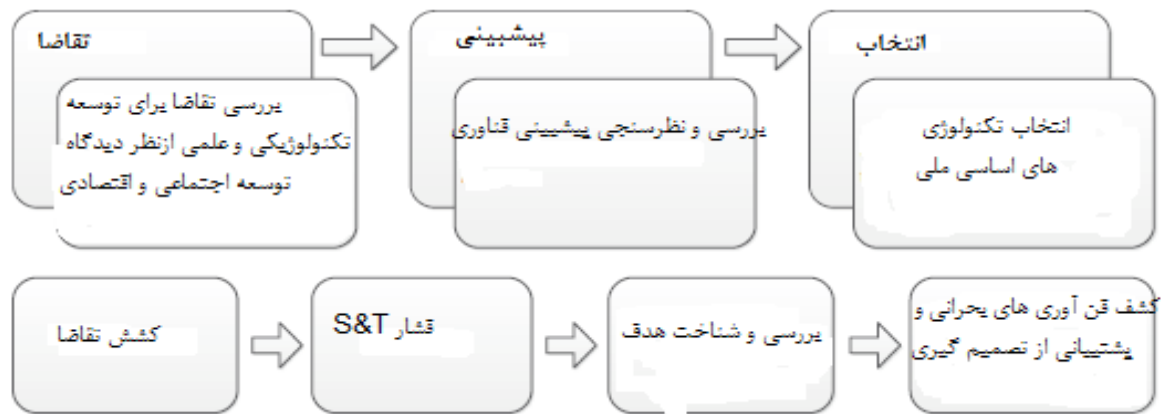 تقاضا
بررسی تقاضا برای توسعه
تکنولوژیکی و علمی ازنظر دیدگاه
توسعه اجتماعی و اقتصادی
پیشبینی
بررسی و نظرسنجی پیشبینی فناوری
انتخاب
انتخاب تکنولوژی
های اساسی ملی
کشش تقاضا
فشار S&T
بررسی و شناخت هدف
کشف فن آوری های بحرانی و
پشتیبانی از تصمیم گیری